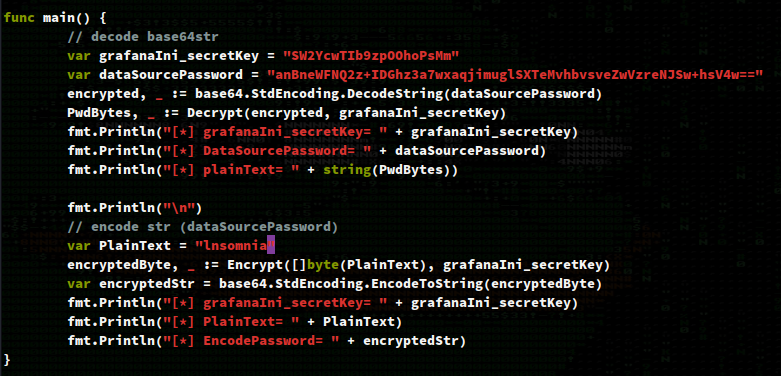 func main() {
// decode base64str
var grafanaIni_secretKey = "SW2YcwTIb9zpOOhoPsMm"
var dataSourcePassword = "anBneWFNQ2z+IDGhz3a7wxaqjimuglSXTeMvhbvsveZwVzreNJSw+hsV4w=="
encrypted, _ := base64.StdEncoding.DecodeString(dataSourcePassword)
PwdBytes, _ := Decrypt(encrypted, grafanaIni_secretKey)
fmt.Println("[*] grafanaIni_secretKey= " + grafanaIni_secretKey)
fmt.Println("[*] DataSourcePassword= " + dataSourcePassword)
fmt.Println("[*] plainText= " + string(PwdBytes))
fmt.Println("\n")
// encode str (dataSourcePassword)
var PlainText = "lnsomnia"
encryptedByte, _ := Encrypt([]byte(PlainText), grafanaIni_secretKey)
var encryptedStr = base64.StdEncoding.EncodeToString(encryptedByte)
fmt.Println("[*] grafanaIni_secretKey= " + grafanaIni_secretKey)
fmt.Println("[*] PlainText= " + PlainText)
fmt.Println("[*] EncodePassword= " + encryptedStr)
}